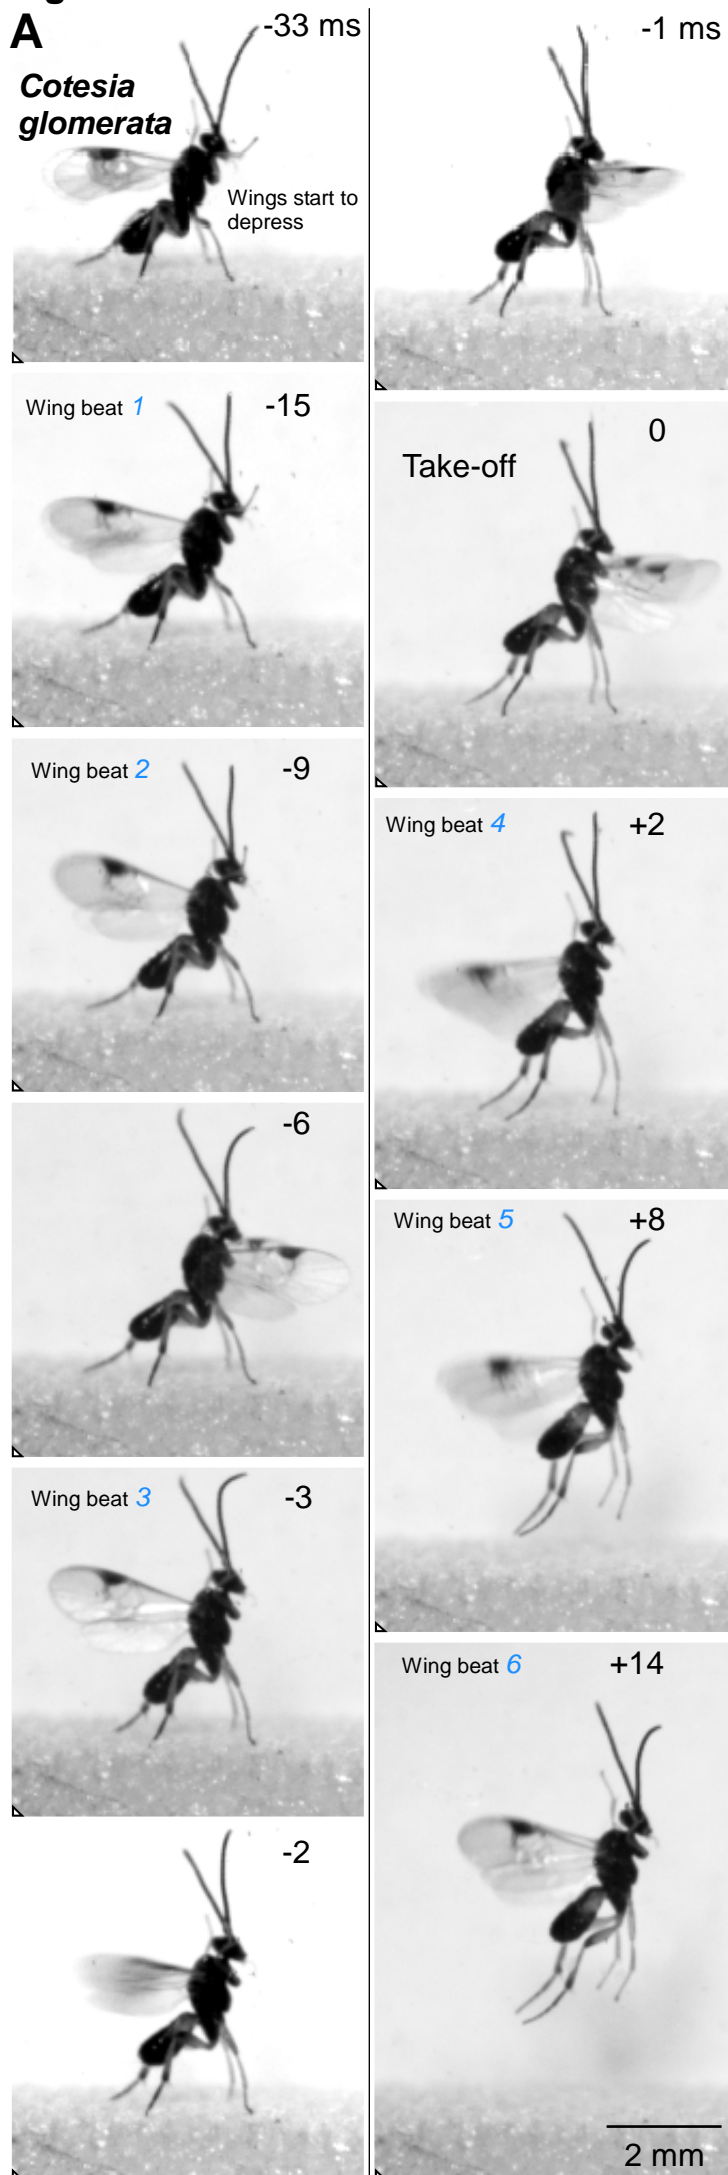 A
-33 ms
Cotesia
glomerata
Wings start to
depress
Wing beat 1
-15
Wing beat 2
-9
-6
Wing beat 3
-3
-2
-1 ms
0
Take-off
Wing beat 4
+2
Wing beat 5
+8
Wing beat 6
+14
2 mm